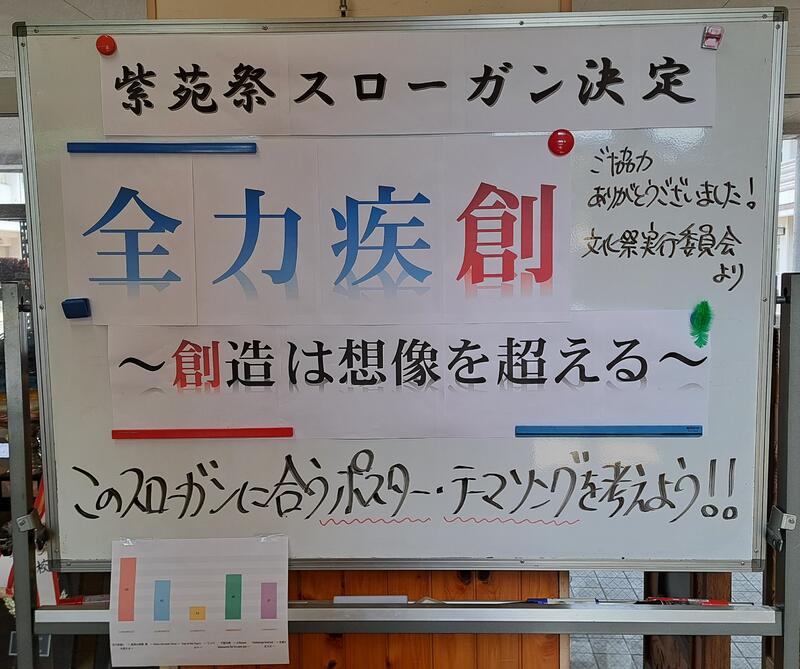 紫苑祭スローガン決定
全力疾創
ご協力
ありがとうございました!
文化祭実行委員会
より
～創造は想像を超える～
このスローガンに合うポスター・テーマソングを考えよう!!